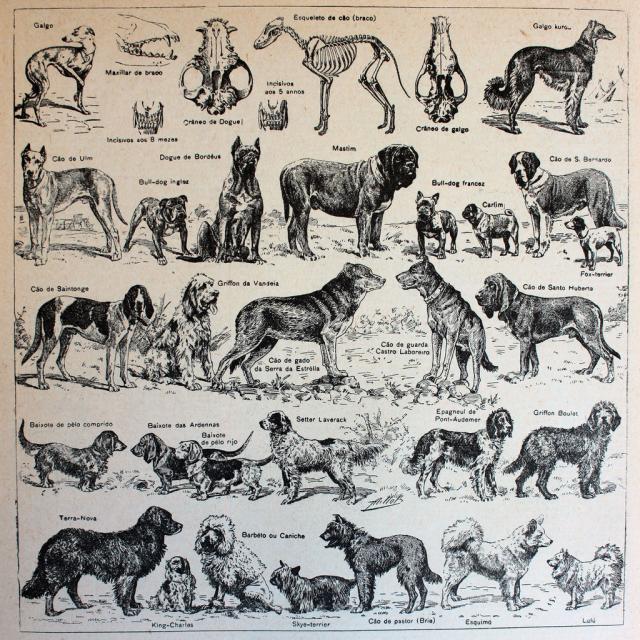 Galgo
Maxillar de braco
Incisivos aos 8 mezes
Crâneo de Dogue
Esqueleto de cão (braco)
Incisivos
aos 5 annos
Crâneo de galgo
Galgo
Cão de Ulm
Bull-dog inglez
Dogue de Bordéus
Mastim
Bull-dog francez
Carlim
Cão de S. Bernardo
Fox-terrier
Cão de Saintonge
Griffon da Vandeia
Cão de gado
da Serra da Estrêlla
Cão de guarda
Castro Laboreiro
Cão de Santo Huberto
Baixote de pêlo comprido
Baixote das Ardennas
Baixote
de pêlo rijo
Setter Laverack
Epagneul de
Pont-Audemer
Griffon Boulet
Terra-Nova
King-Charles
Barbêto ou Caniche
Skye-terrier
Cão de pastor (Brie)
Esquimo
Lulú